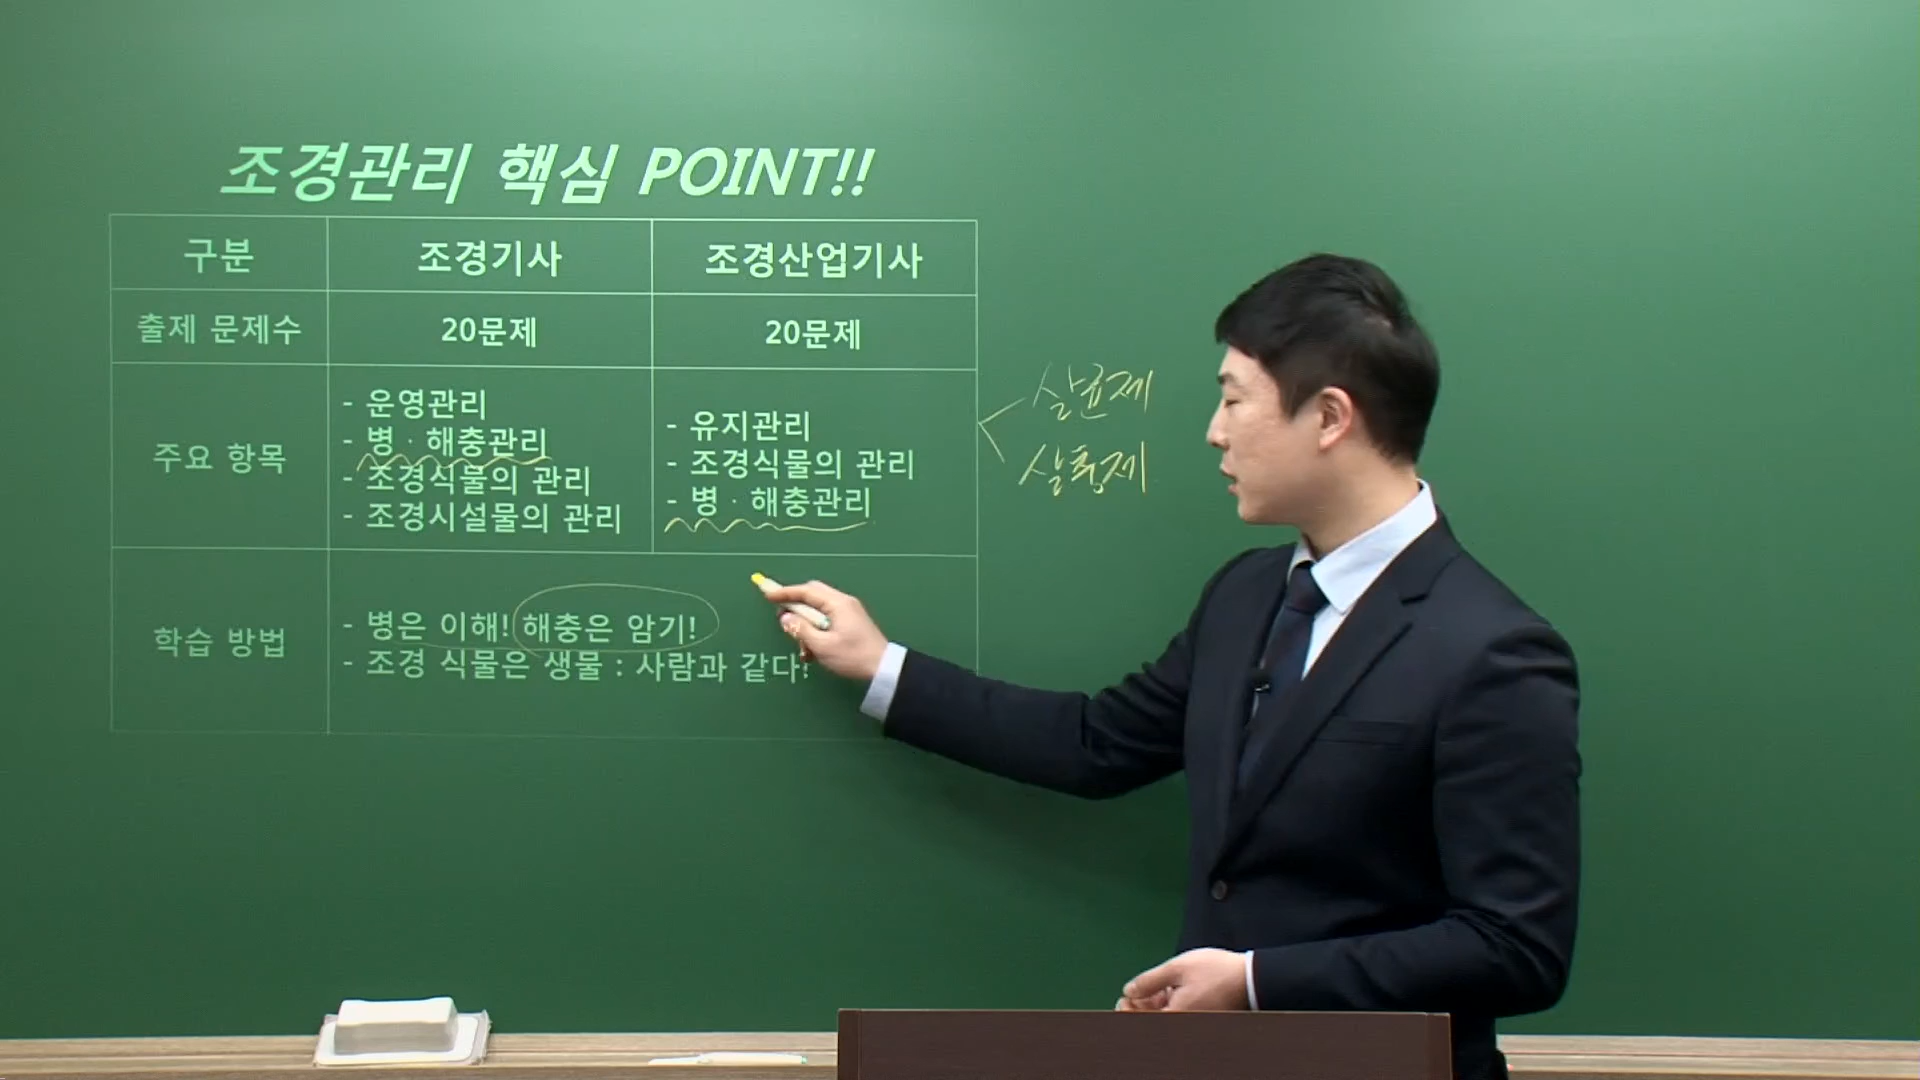 조경관리 핵심 POINT!!
구분 조경기사 조경산업기사
출제 문제수 20문제 20문제
주요 항목
- 운영관리
- 병·해충관리
- 조경식물의 관리
- 조경시설물의 관리
- 유지관리
- 조경식물의 관리
- 병·해충관리
살균제
살충제
학습 방법
- 병은 이해! 해충은 암기!
- 조경 식물은 생물 : 사람과 같다!